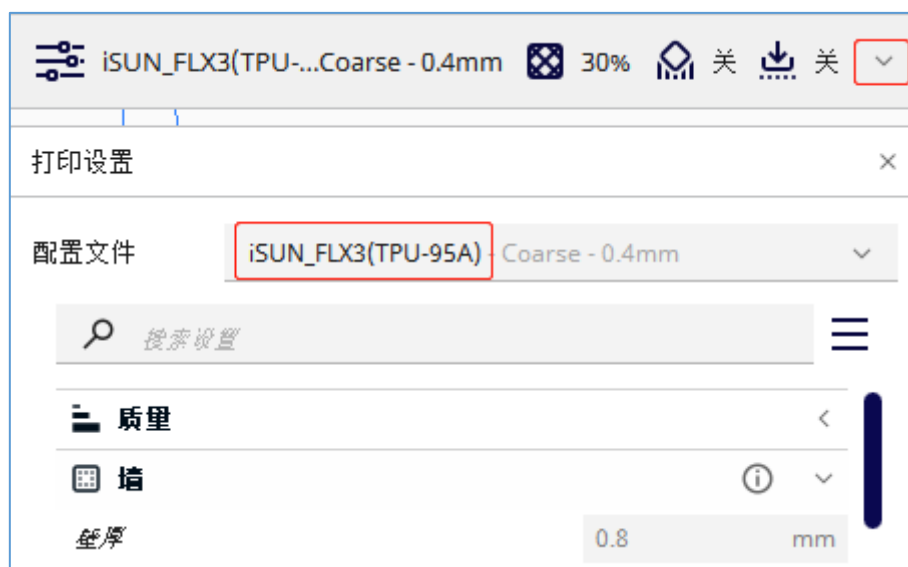 iSUN_FLX3(TPU-...Coarse - 0.4mm 30% 关 关
打印设置
配置文件 iSUN_FLX3(TPU-95A) - Coarse - 0.4mm
搜索设置
质量
墙
壁厚 0.8 mm